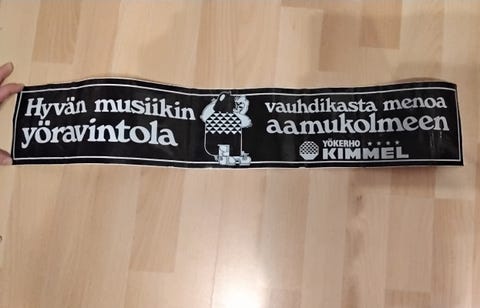 Hyvän musiikin
yöravintola
vauhdikasta menoa
aamukolmeen
YÖKERHO ★★★★
KIMMEL